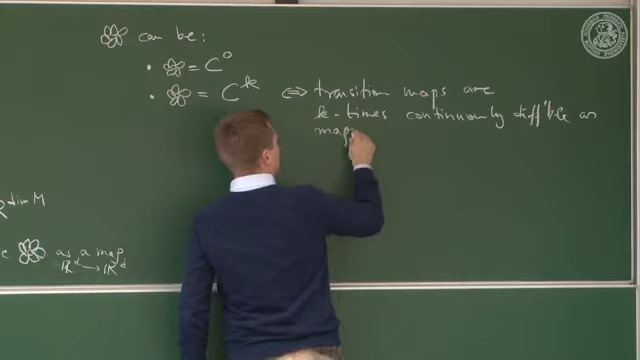 can be:
• = C⁰
• = Cᵏ ⟺ transition maps are
k-times continuously diff'ble as
map
ℝ dim M
as a map
ℝᵈ → ℝᵈ